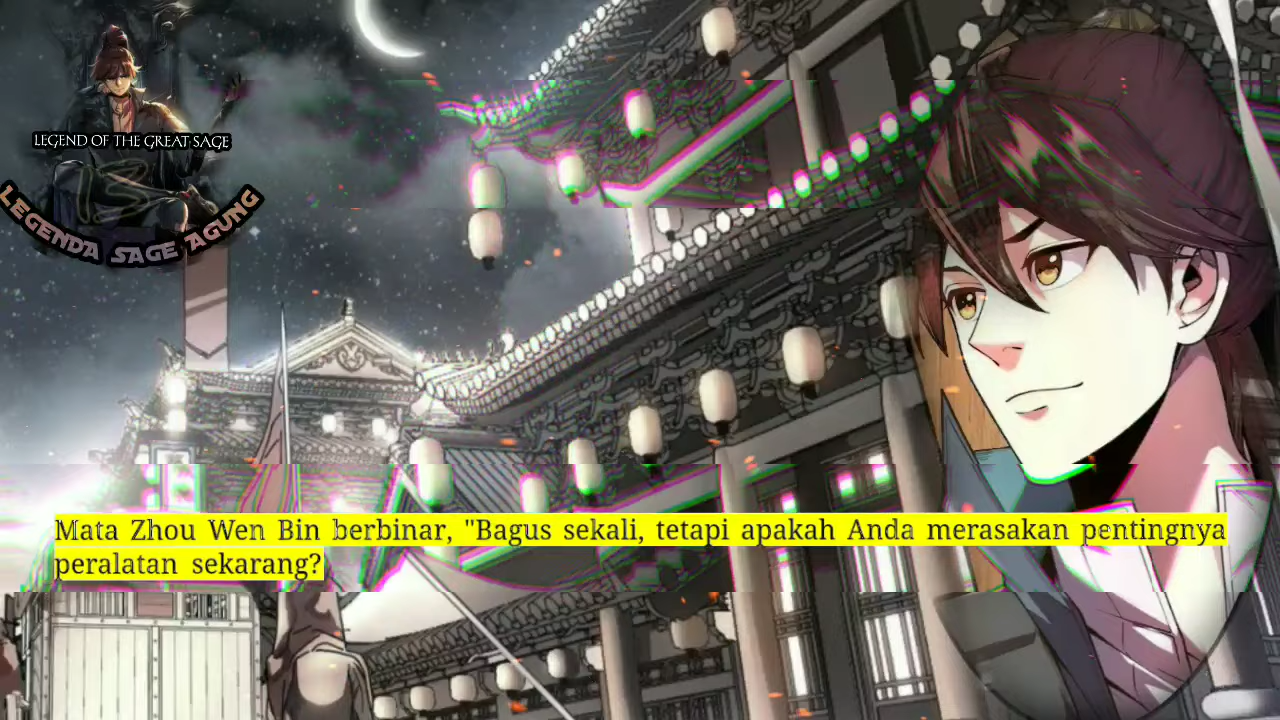 LEGEND OF THE GREAT SAGE
LEGENDA SAGE AGUNG
Mata Zhou Wen Bin berbinar, "Bagus sekali, tetapi apakah Anda merasakan pentingnya
peralatan sekarang?